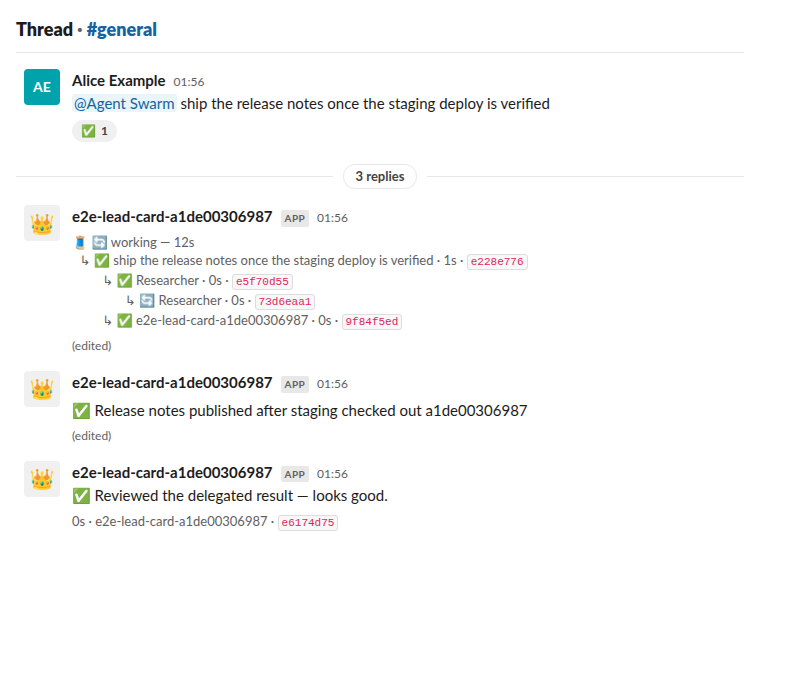 Thread • #general
AE
Alice Example 01:56
@Agent Swarm ship the release notes once the staging deploy is verified
✅ 1
3 replies
e2e-lead-card-a1de00306987 APP 01:56
🧵 🔄 working — 12s
↳ ✅ ship the release notes once the staging deploy is verified · 1s · e228e776
↳ ✅ Researcher · 0s · e5f70d55
↳ 🔄 Researcher · 0s · 73d6eaa1
↳ ✅ e2e-lead-card-a1de00306987 · 0s · 9f84f5ed
(edited)
e2e-lead-card-a1de00306987 APP 01:56
✅ Release notes published after staging checked out a1de00306987
(edited)
e2e-lead-card-a1de00306987 APP 01:56
✅ Reviewed the delegated result — looks good.
0s · e2e-lead-card-a1de00306987 · e6174d75